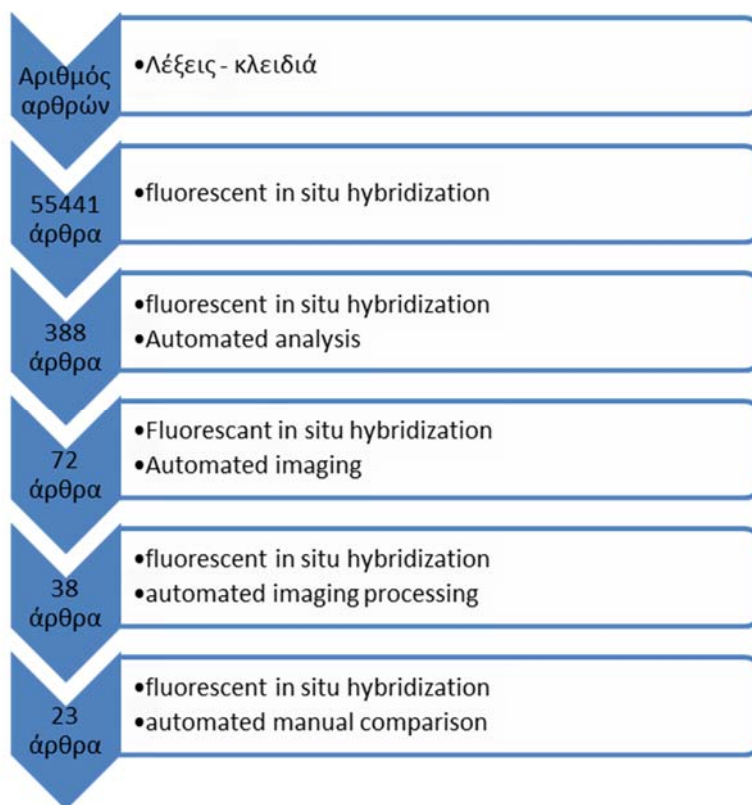 Αριθμός
αρθρών
•Λέξεις - κλειδιά
55441
άρθρα
•fluorescent in situ hybridization
388
άρθρα
•fluorescent in situ hybridization
•Automated analysis
72
άρθρα
•Fluorescant in situ hybridization
•Automated imaging
38
άρθρα
•fluorescent in situ hybridization
•automated imaging processing
23
άρθρα
•fluorescent in situ hybridization
•automated manual comparison